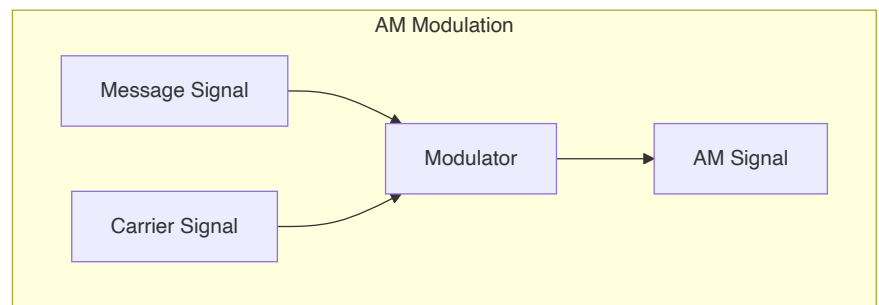 AM Modulation
Message Signal
Carrier Signal
Modulator
AM Signal